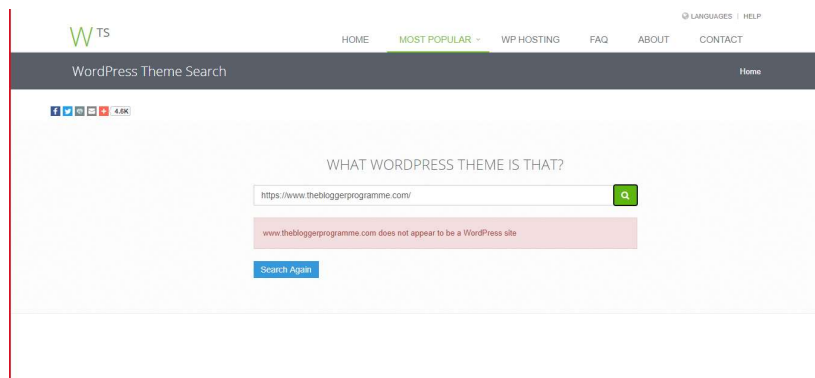 LANGUAGES | HELP
W TS
HOME MOST POPULAR WP HOSTING FAQ ABOUT CONTACT
WordPress Theme Search
Home
4.6K
WHAT WORDPRESS THEME IS THAT?
https://www.thebloggerprogramme.com/
www.thebloggerprogramme.com does not appear to be a WordPress site
Search Again